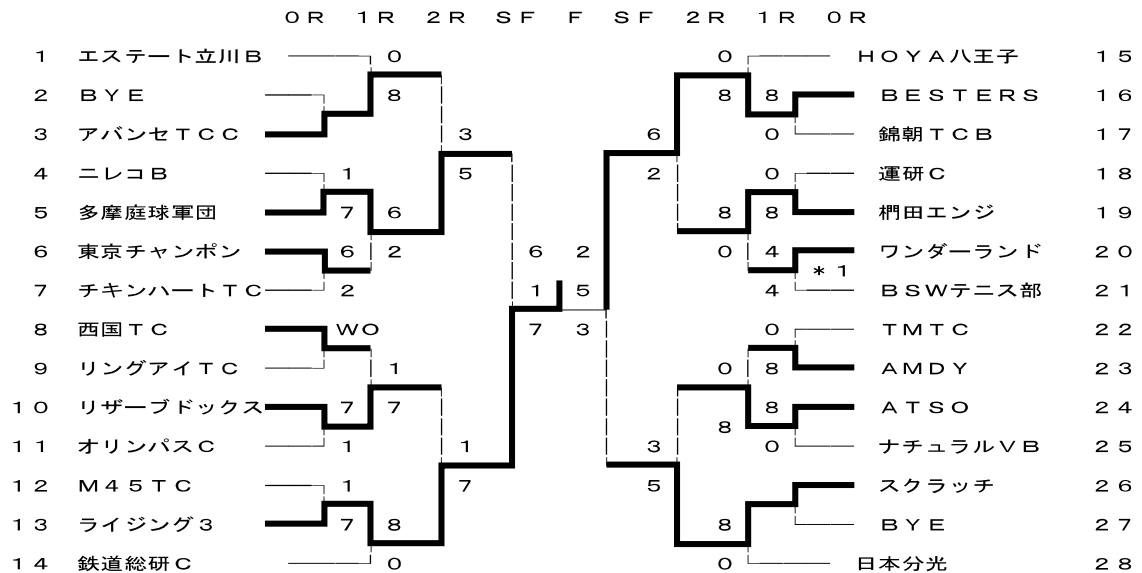 ０Ｒ １Ｒ ２Ｒ ＳＦ Ｆ ＳＦ ２Ｒ １Ｒ ０Ｒ
１ エステート立川Ｂ ０ ０ ＨＯＹＡ八王子 １５
２ ＢＹＥ ８ ８ ８ ＢＥＳＴＥＲＳ １６
３ アバンセＴＣＣ ３ ６ ０ 錦朝ＴＣＢ １７
４ ニレコＢ １ ５ ２ ０ 運研Ｃ １８
５ 多摩庭球軍団 ７ ６ ８ ８ 椚田エンジ １９
６ 東京チャンポン ６ ２ ６ ２ ０ ４ ワンダーランド ２０
＊１
７ チキンハートＴＣ ２ １ ５ ４ ＢＳＷテニス部 ２１
８ 西国ＴＣ ＷＯ ７ ３ ０ ＴＭＴＣ ２２
９ リングアイＴＣ １ ０ ８ ＡＭＤＹ ２３
１０ リザーブドックス ７ ７ ８ ＡＴＳＯ ２４
８
１１ オリンパスＣ １ １ ３ ０ ナチュラルＶＢ ２５
１２ Ｍ４５ＴＣ １ ７ ５ スクラッチ ２６
１３ ライジング３ ７ ８ ８ ＢＹＥ ２７
１４ 鉄道総研Ｃ ０ ０ 日本分光 ２８